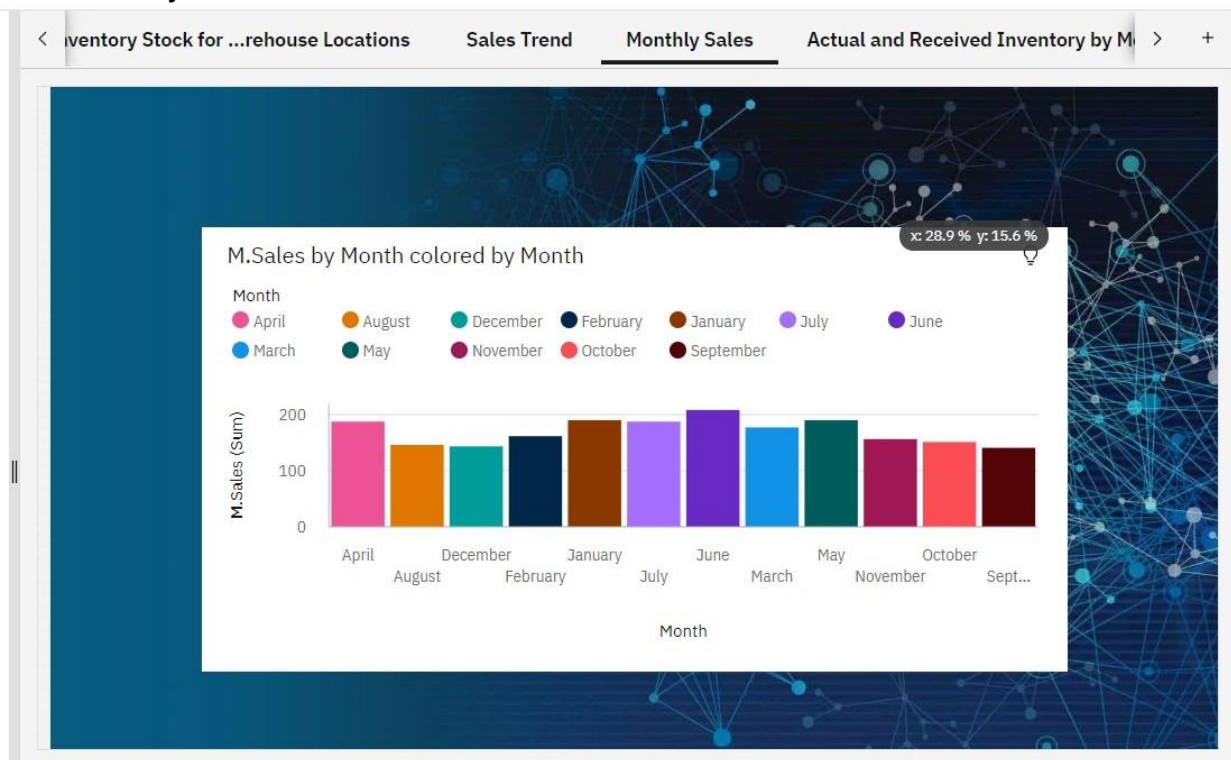 ventory Stock for ...rehouse Locations Sales Trend Monthly Sales Actual and Received Inventory by M
x: 28.9 % y: 15.6 %
M.Sales by Month colored by Month
Month
April August December February January July June
March May November October September
M.Sales (Sum)
200
100
0
April December January June May October
August February July March November Sept...
Month